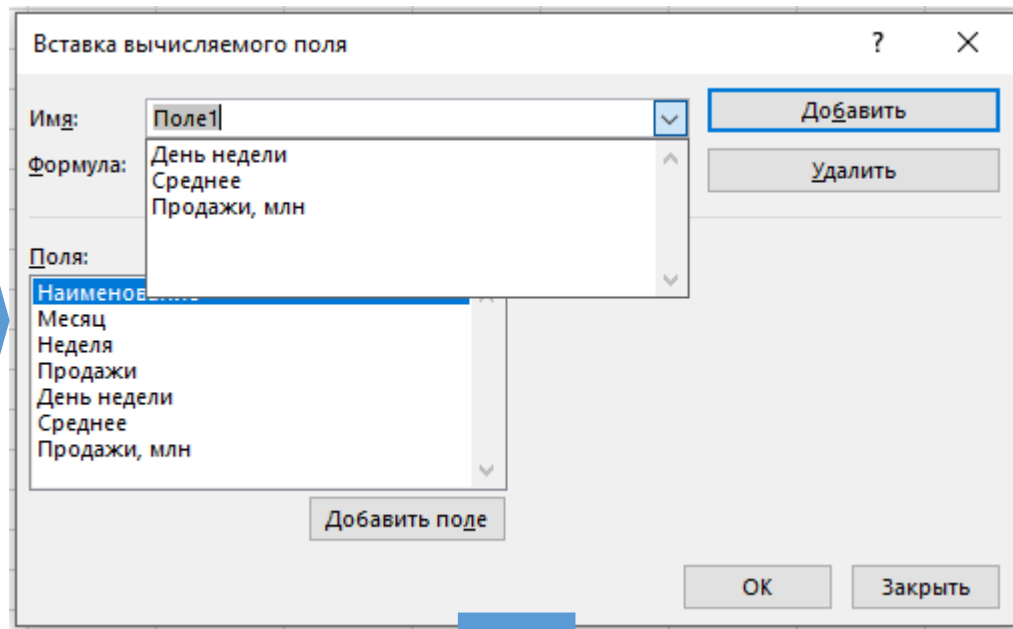 Вставка вычисляемого поля ? ×
Имя: Поле1 Добавить
Формула: День недели Удалить
Среднее
Продажи, млн
Поля:
Месяц
Неделя
Продажи
День недели
Среднее
Продажи, млн
Добавить поле
ОК Закрыть